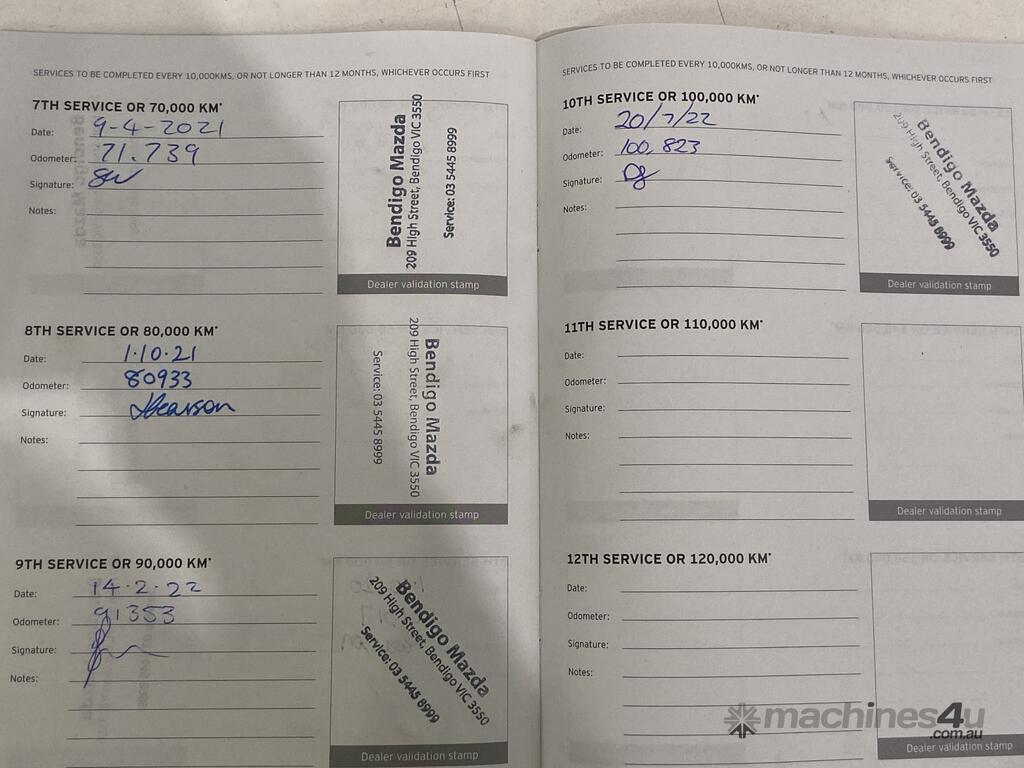 SERVICES TO BE COMPLETED EVERY 10,000KMS, OR NOT LONGER THAN 12 MONTHS, WHICHEVER OCCURS FIRST
7TH SERVICE OR 70,000 KM*
Date: 9-4-2021
Odometer: 71.739
Signature:
Notes:
Bendigo Mazda
209 High Street, Bendigo VIC 3550
Service: 03 5445 8999
Dealer validation stamp
8TH SERVICE OR 80,000 KM*
Date: 1.10.21
Odometer: 80933
Signature:
Notes:
Bendigo Mazda
209 High Street, Bendigo VIC 3550
Service: 03 5445 8999
Dealer validation stamp
9TH SERVICE OR 90,000 KM*
Date: 14.2.22
Odometer: 91353
Signature:
Notes:
Bendigo Mazda
209 High Street, Bendigo VIC 3550
Service: 03 5445 8999
Dealer validation stamp
SERVICES TO BE COMPLETED EVERY 10,000KMS, OR NOT LONGER THAN 12 MONTHS, WHICHEVER OCCURS FIRST
10TH SERVICE OR 100,000 KM*
Date: 20/7/22
Odometer: 100,823
Signature:
Notes:
Bendigo Mazda
209 High Street, Bendigo VIC 3550
Service: 03 5445 8999
Dealer validation stamp
11TH SERVICE OR 110,000 KM*
Date:
Odometer:
Signature:
Notes:
Dealer validation stamp
12TH SERVICE OR 120,000 KM*
Date:
Odometer:
Signature:
Notes:
Dealer validation stamp
machines4u
.com.au